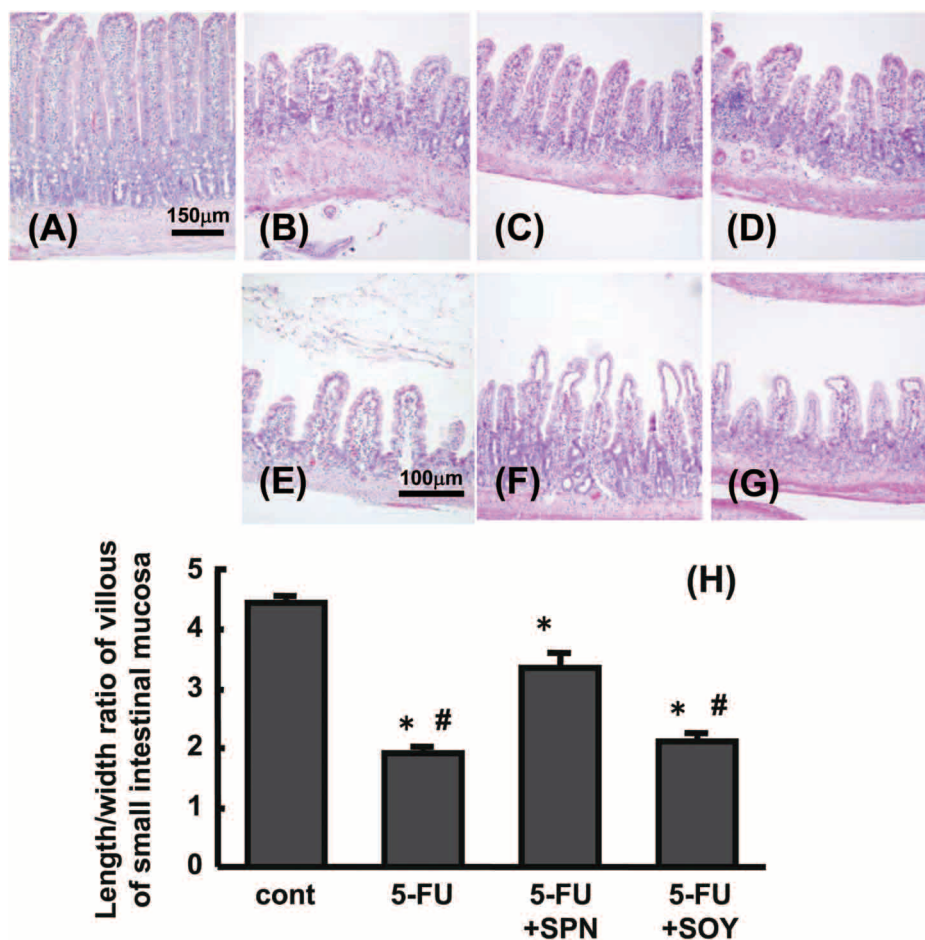 (A)
150μm
(B)
(C)
(D)
(E)
100μm
(F)
(G)
(H)
Length/width ratio of villous
of small intestinal mucosa
5
4
3
2
1
0
*
* #
* #
cont
5-FU
5-FU
+SPN
5-FU
+SOY